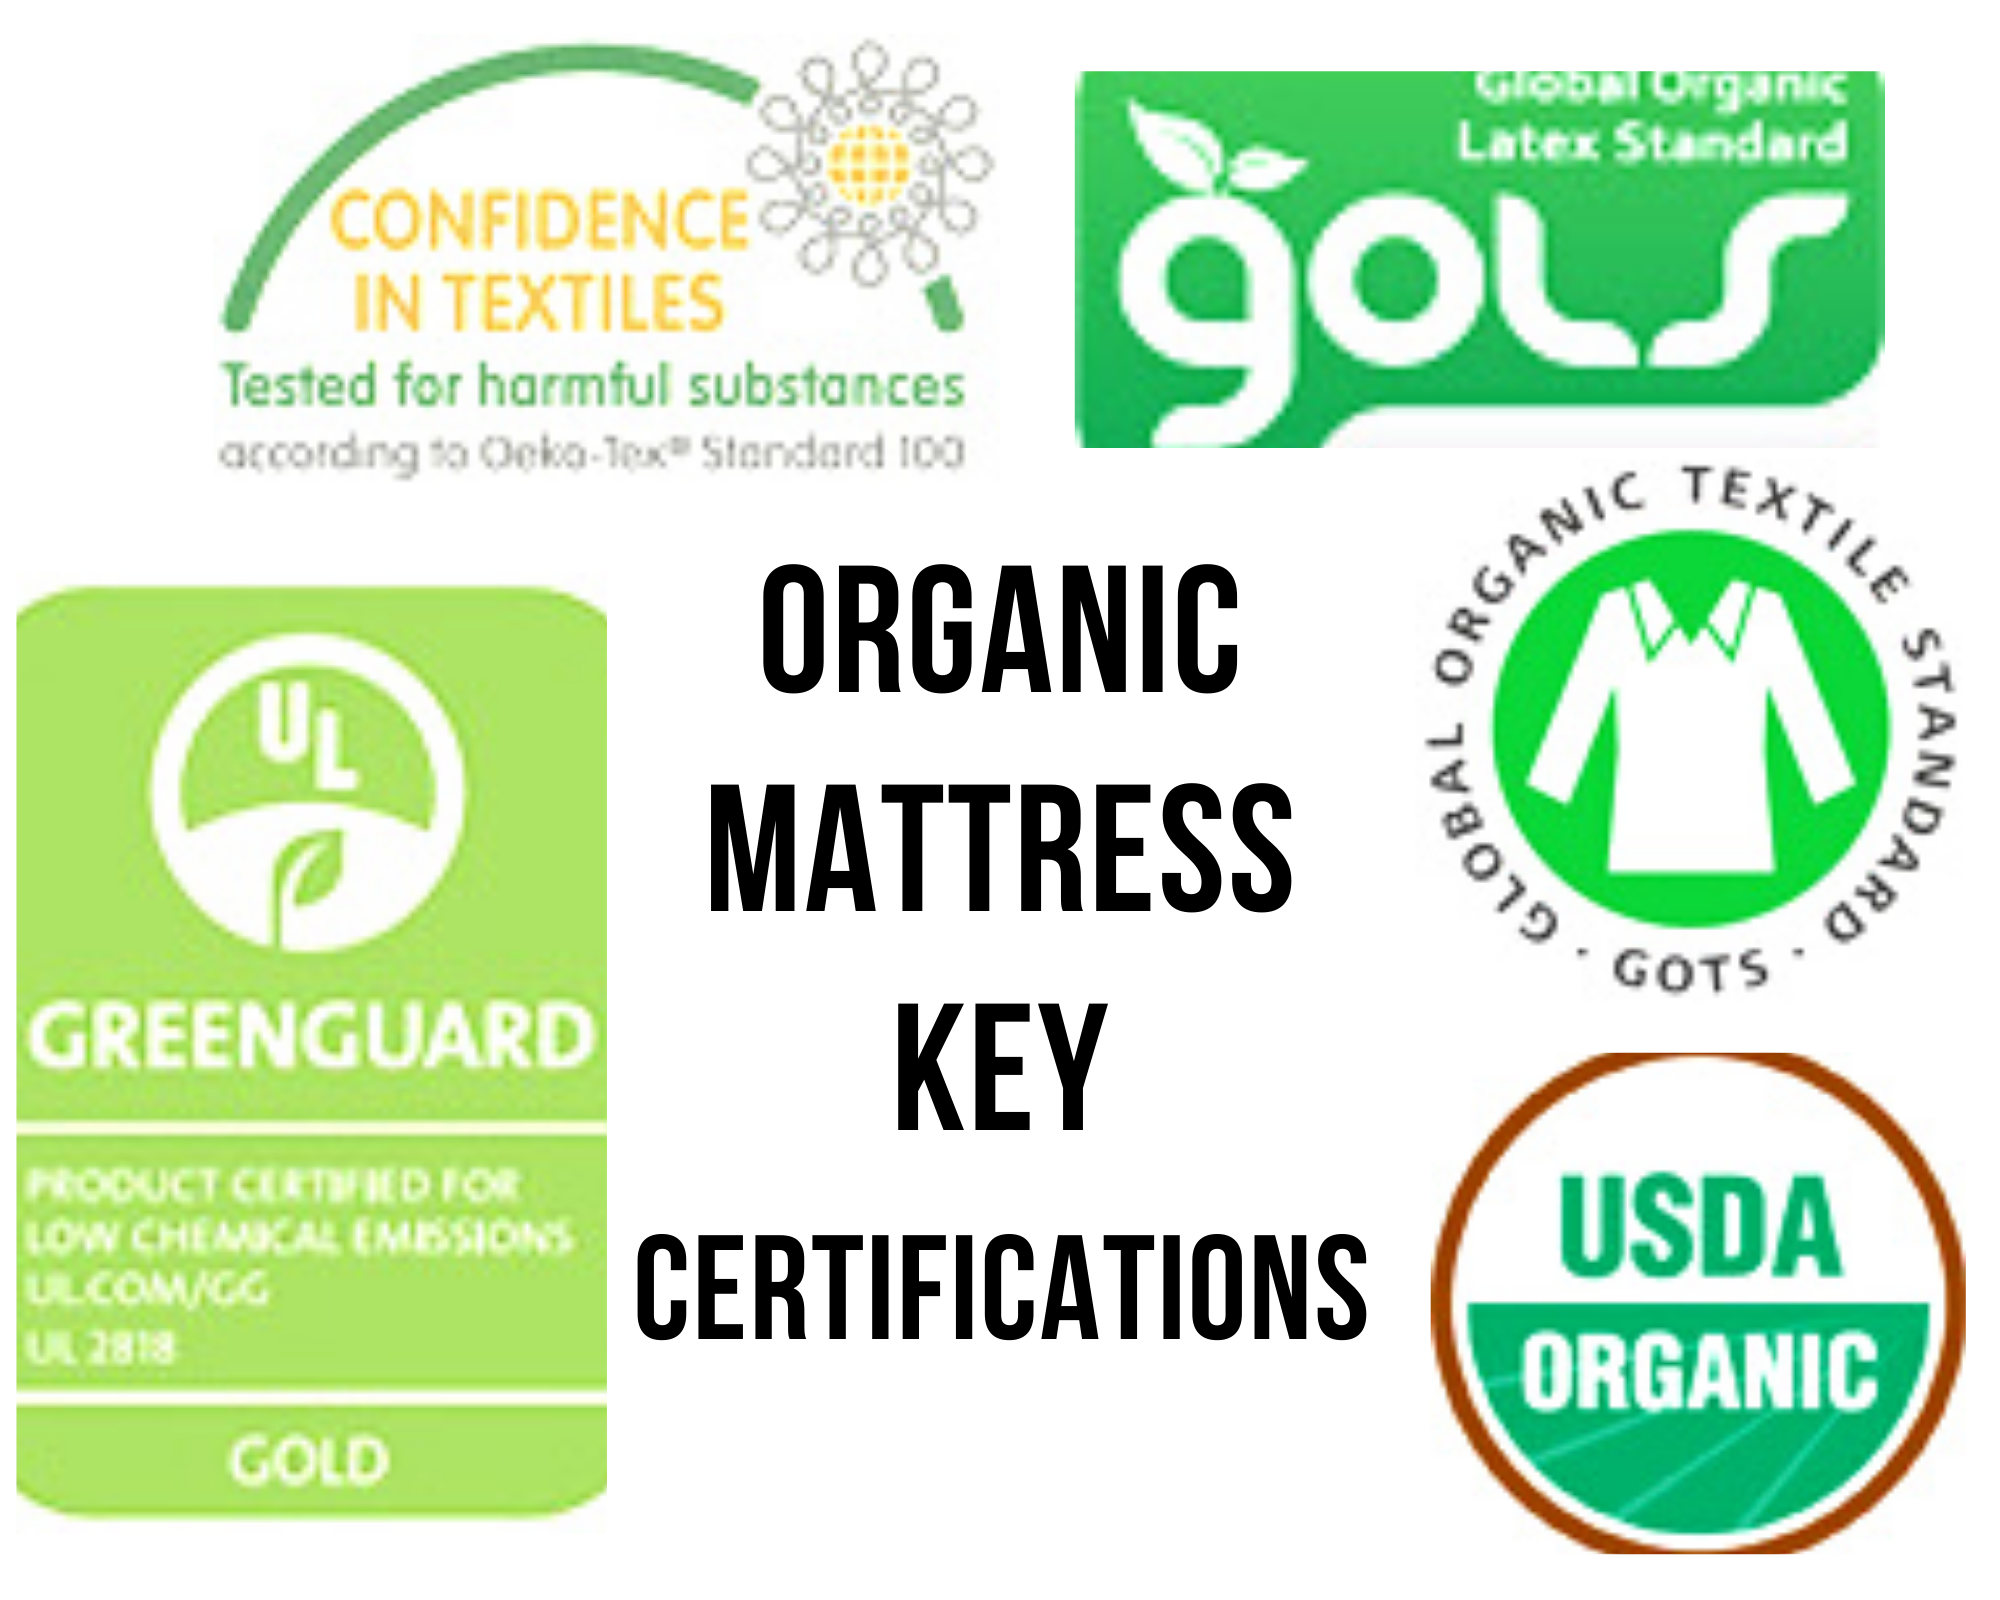 CONFIDENCE
IN TEXTILES
Tested for harmful substances
according to Oeko-Tex® Standard 100
Global Organic
Latex Standard
gols
GLOBAL ORGANIC TEXTILE STANDARD
· GOTS ·
ORGANIC
MATTRESS
KEY
CERTIFICATIONS
UL
GREENGUARD
PRODUCT CERTIFIED FOR
LOW CHEMICAL EMISSIONS
UL.COM/GG
UL 2818
GOLD
USDA
ORGANIC